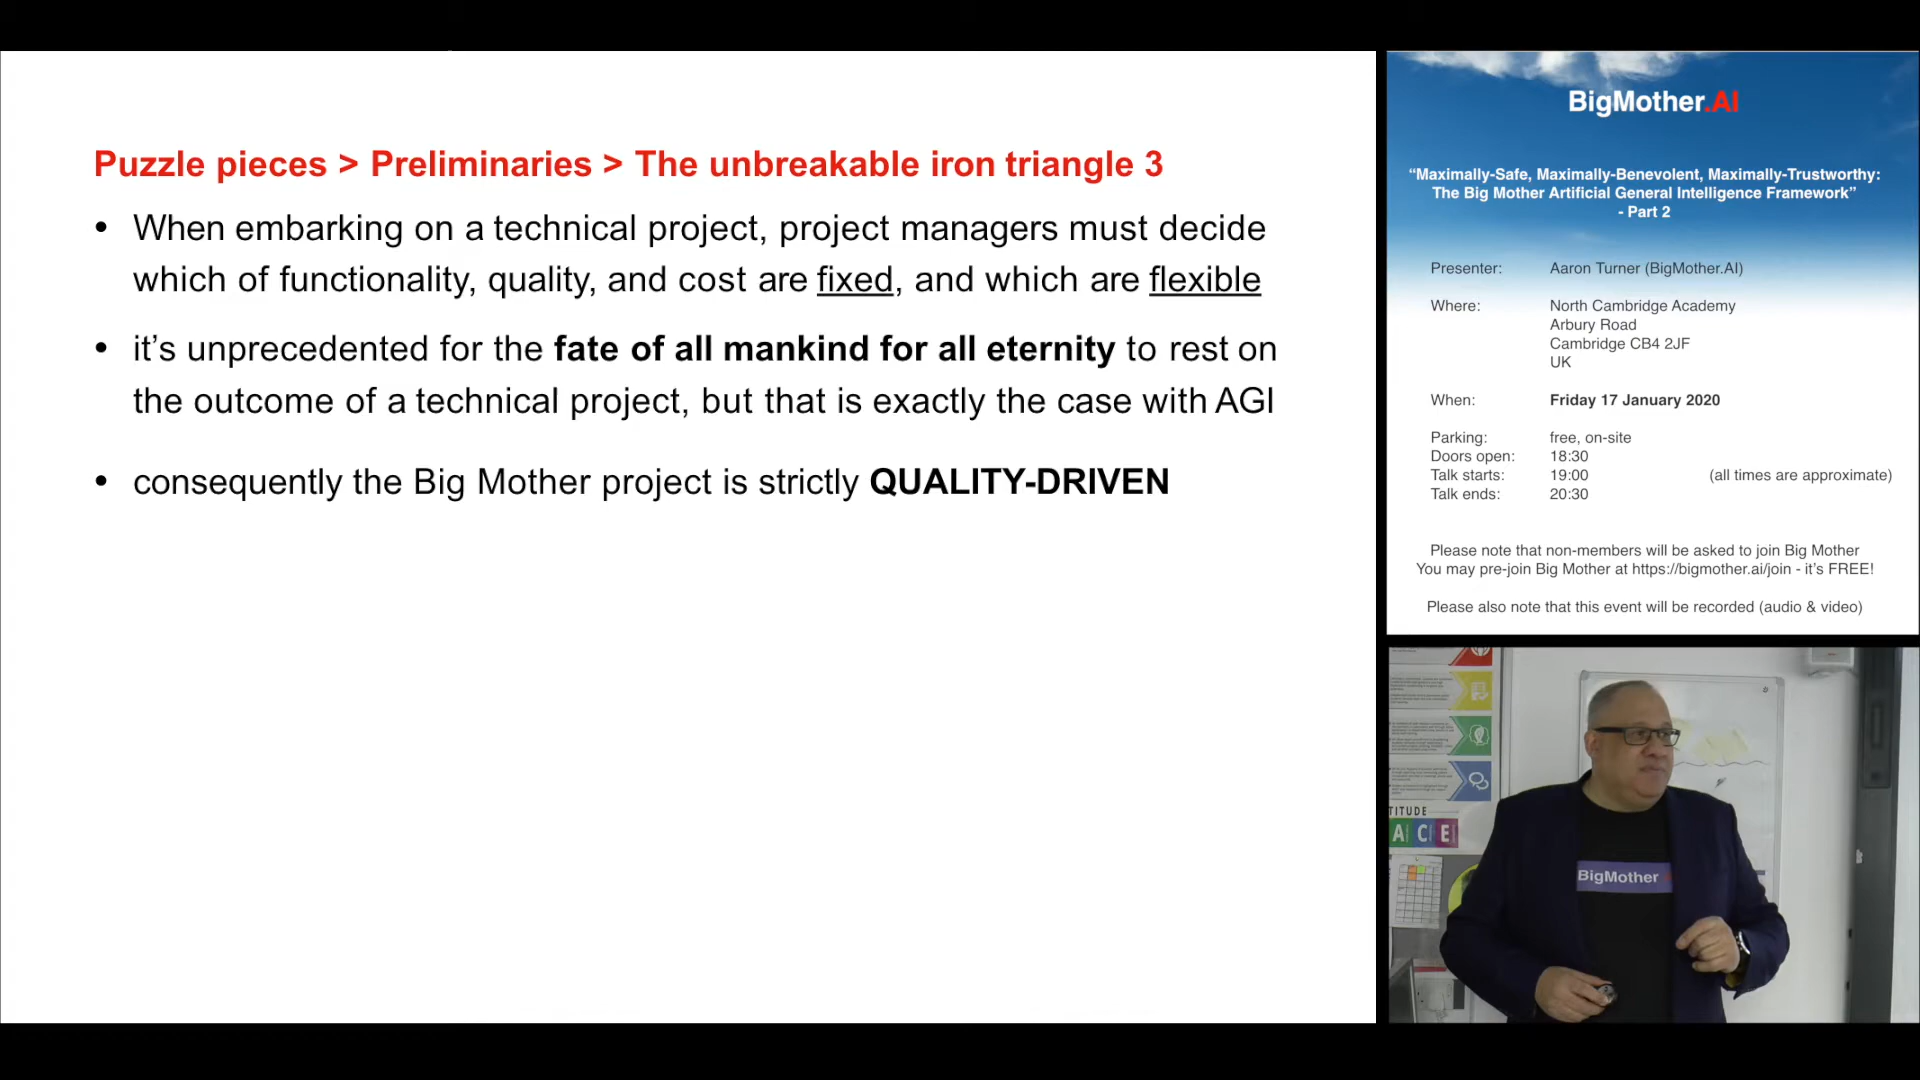 Puzzle pieces > Preliminaries > The unbreakable iron triangle 3
• When embarking on a technical project, project managers must decide
which of functionality, quality, and cost are fixed, and which are flexible
• it’s unprecedented for the fate of all mankind for all eternity to rest on
the outcome of a technical project, but that is exactly the case with AGI
• consequently the Big Mother project is strictly QUALITY-DRIVEN
BigMother.AI
“Maximally-Safe, Maximally-Benevolent, Maximally-Trustworthy:
The Big Mother Artificial General Intelligence Framework”
- Part 2
Presenter: Aaron Turner (BigMother.AI)
Where: North Cambridge Academy
Arbury Road
Cambridge CB4 2JF
UK
When: Friday 17 January 2020
Parking: free, on-site
Doors open: 18:30
Talk starts: 19:00 (all times are approximate)
Talk ends: 20:30
Please note that non-members will be asked to join Big Mother
You may pre-join Big Mother at https://bigmother.ai/join - it’s FREE!
Please also note that this event will be recorded (audio & video)
TITUDE
ACE
BigMother